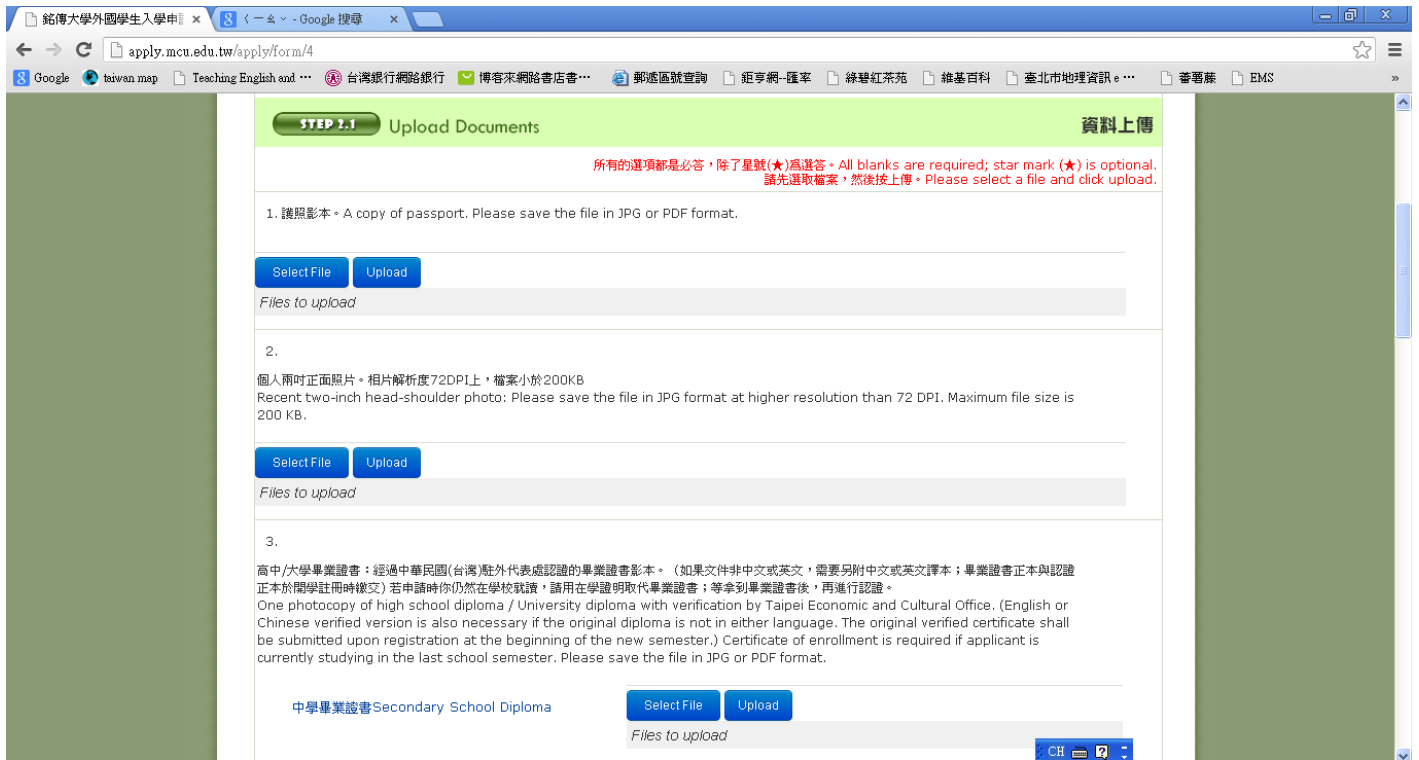 銘傳大學外國學生入學申
ㄑㄧㄠˇ - Google 搜尋
apply.mcu.edu.tw/apply/form/4
Google
taiwan map
Teaching English and …
台灣銀行網路銀行
博客來網路書店書…
郵遞區號查詢
鉅亨網--匯率
綠碧紅茶苑
維基百科
臺北市地理資訊 e …
薯薯藤
EMS
»
STEP 2.1 Upload Documents 資料上傳
所有的選項都是必答，除了星號(★)為選答。All blanks are required; star mark (★) is optional.
請先選取檔案，然後按上傳。Please select a file and click upload.
1. 護照影本。A copy of passport. Please save the file in JPG or PDF format.
Select File Upload
Files to upload
2.
個人兩吋正面照片。相片解析度72DPI上，檔案小於200KB
Recent two-inch head-shoulder photo: Please save the file in JPG format at higher resolution than 72 DPI. Maximum file size is
200 KB.
Select File Upload
Files to upload
3.
高中/大學畢業證書：經過中華民國(台灣)駐外代表處認證的畢業證書影本。（如果文件非中文或英文，需要另附中文或英文譯本；畢業證書正本與認證
正本於開學註冊時繳交) 若申請時你仍然在學校就讀，請用在學證明取代畢業證書；等拿到畢業證書後，再進行認證。
One photocopy of high school diploma / University diploma with verification by Taipei Economic and Cultural Office. (English or
Chinese verified version is also necessary if the original diploma is not in either language. The original verified certificate shall
be submitted upon registration at the beginning of the new semester.) Certificate of enrollment is required if applicant is
currently studying in the last school semester. Please save the file in JPG or PDF format.
中學畢業證書Secondary School Diploma
Select File Upload
Files to upload
CH